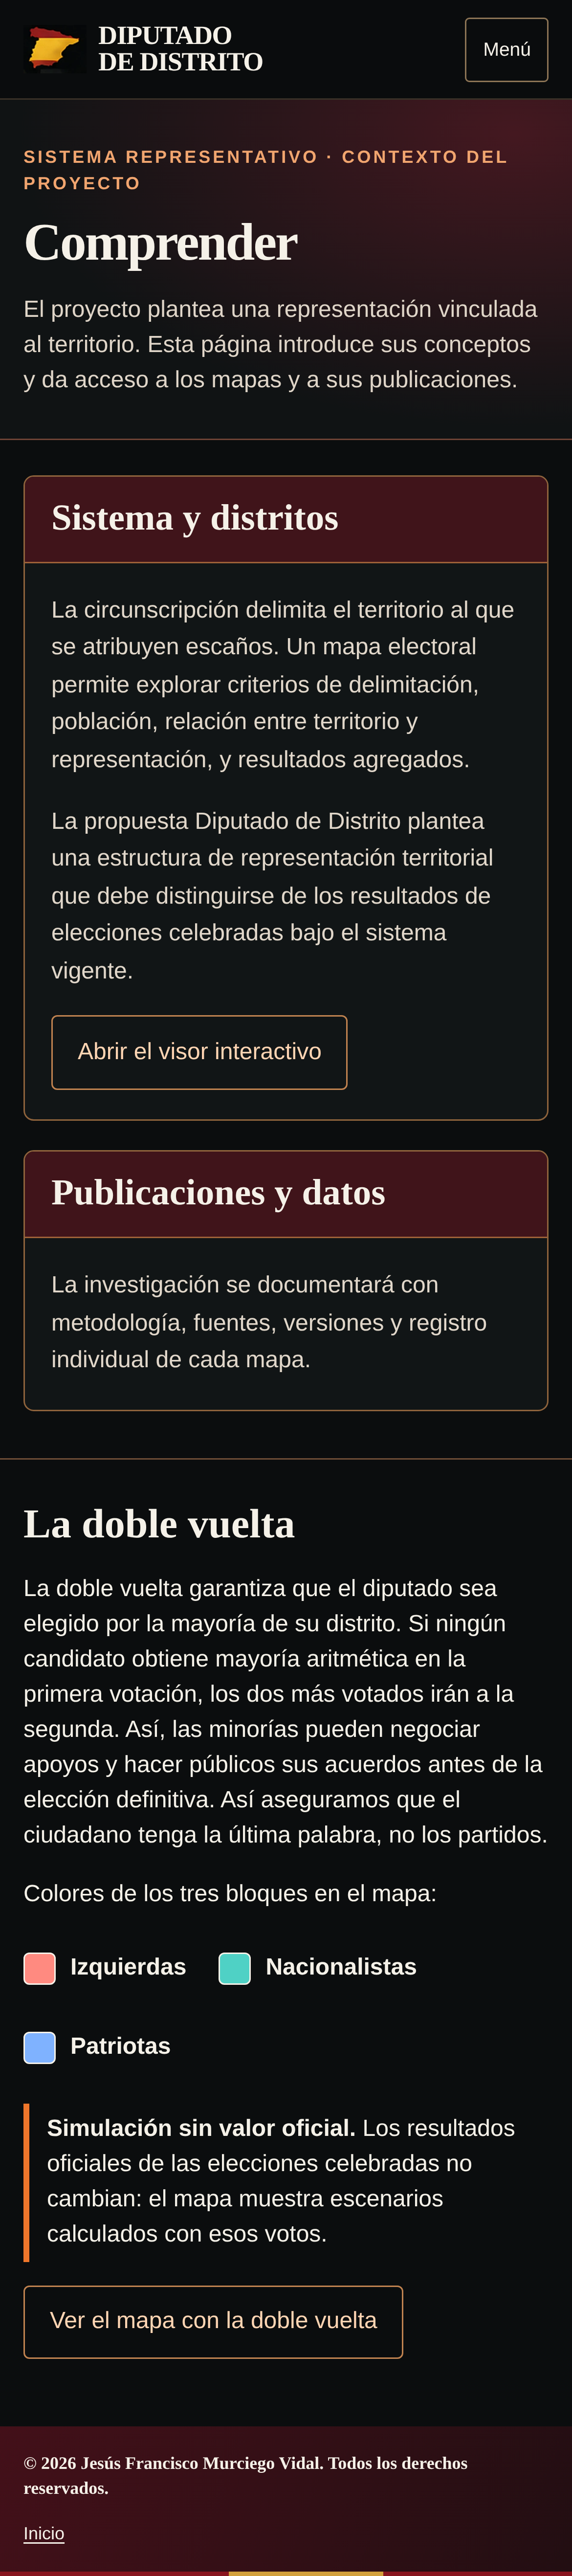 DIPUTADO
DE DISTRITO
Menú
SISTEMA REPRESENTATIVO · CONTEXTO DEL
PROYECTO
Comprender
El proyecto plantea una representación vinculada
al territorio. Esta página introduce sus conceptos
y da acceso a los mapas y a sus publicaciones.
Sistema y distritos
La circunscripción delimita el territorio al que
se atribuyen escaños. Un mapa electoral
permite explorar criterios de delimitación,
población, relación entre territorio y
representación, y resultados agregados.
La propuesta Diputado de Distrito plantea
una estructura de representación territorial
que debe distinguirse de los resultados de
elecciones celebradas bajo el sistema
vigente.
Abrir el visor interactivo
Publicaciones y datos
La investigación se documentará con
metodología, fuentes, versiones y registro
individual de cada mapa.
La doble vuelta
La doble vuelta garantiza que el diputado sea
elegido por la mayoría de su distrito. Si ningún
candidato obtiene mayoría aritmética en la
primera votación, los dos más votados irán a la
segunda. Así, las minorías pueden negociar
apoyos y hacer públicos sus acuerdos antes de la
elección definitiva. Así aseguramos que el
ciudadano tenga la última palabra, no los partidos.
Colores de los tres bloques en el mapa:
Izquierdas
Nacionalistas
Patriotas
Simulación sin valor oficial. Los resultados
oficiales de las elecciones celebradas no
cambian: el mapa muestra escenarios
calculados con esos votos.
Ver el mapa con la doble vuelta
© 2026 Jesús Francisco Murciego Vidal. Todos los derechos
reservados.
Inicio